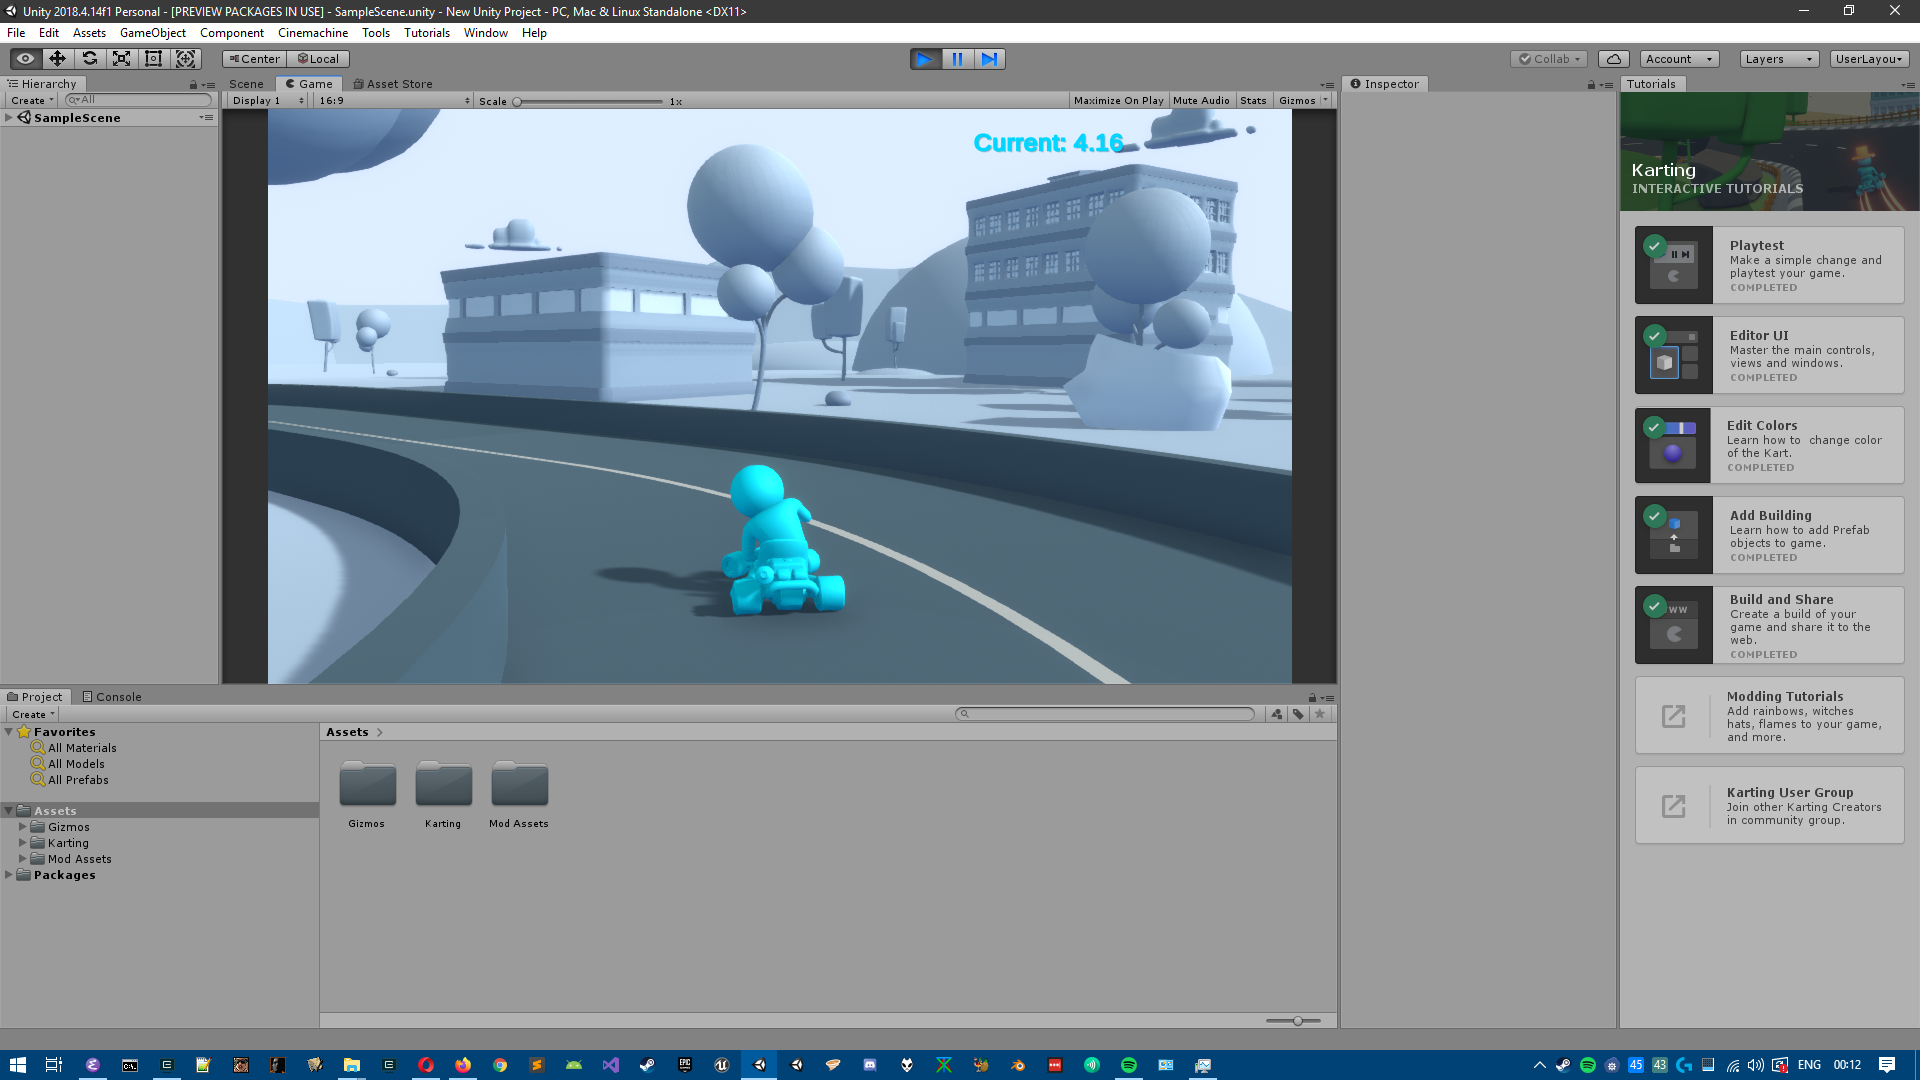 Unity 2018.4.14f1 Personal - [PREVIEW PACKAGES IN USE] - SampleScene.unity - New Unity Project - PC, Mac & Linux Standalone <DX11>
File Edit Assets GameObject Component Cinemachine Tools Tutorials Window Help
Center Local
Collab Account Layers UserLayou
Hierarchy
Create All
SampleScene
Scene Game Asset Store
Display 1 16:9 Scale 1x Maximize On Play Mute Audio Stats Gizmos
Current: 4.16
Inspector
Tutorials
Karting
INTERACTIVE TUTORIALS
Playtest
Make a simple change and
playtest your game.
COMPLETED
Editor UI
Master the main controls,
views and windows.
COMPLETED
Edit Colors
Learn how to  change color
of the Kart.
COMPLETED
Add Building
Learn how to add Prefab
objects to game.
COMPLETED
WW
Build and Share
Create a build of your
game and share it to the
web.
COMPLETED
Modding Tutorials
Add rainbows, witches
hats, flames to your game,
and more.
Karting User Group
Join other Karting Creators
in community group.
Project Console
Create
Favorites
All Materials
All Models
All Prefabs
Assets
Gizmos
Karting
Mod Assets
Packages
Assets
Gizmos Karting Mod Assets
45 43 ENG 00:12